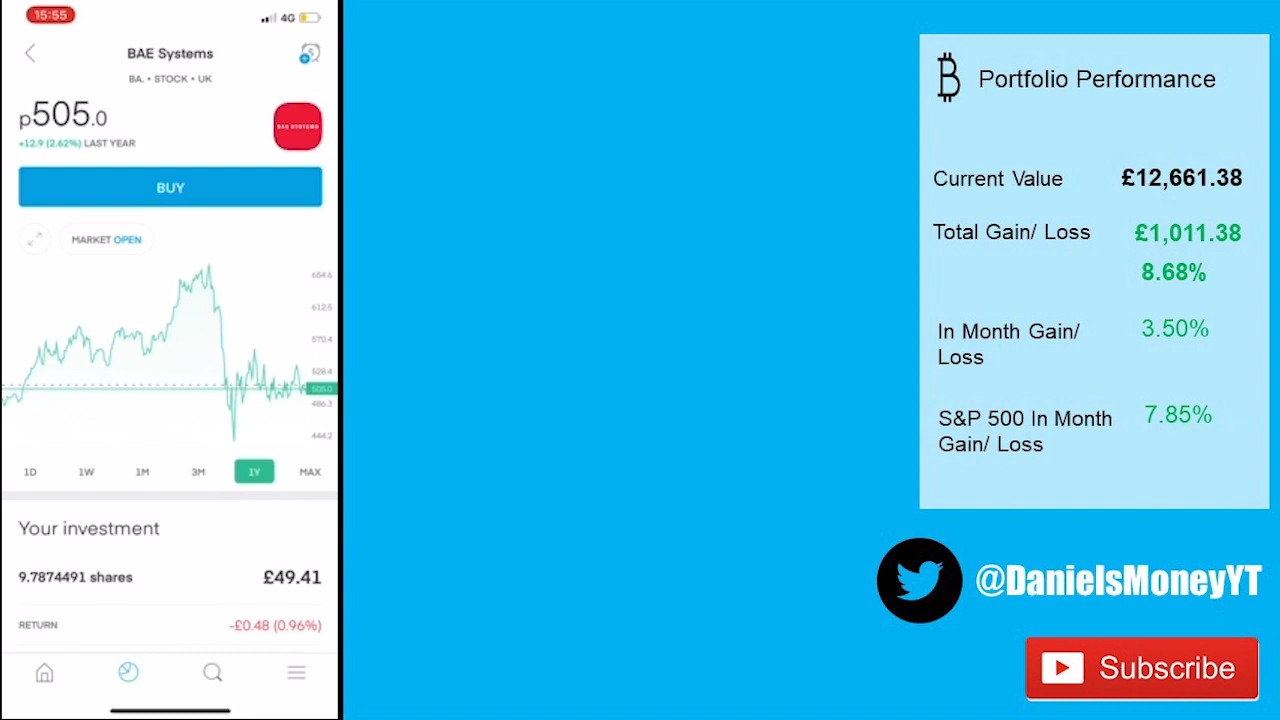 15:55
4G
BAE Systems
BA. • STOCK • UK
p505.0
+12.9 (2.62%) LAST YEAR
BAE SYSTEMS
BUY
MARKET OPEN
654.6
612.5
570.4
528.4
505.0
486.3
444.2
1D 1W 1M 3M 1Y MAX
Your investment
9.7874491 shares £49.41
RETURN -£0.48 (0.96%)
Portfolio Performance
Current Value £12,661.38
Total Gain/ Loss £1,011.38
8.68%
In Month Gain/ 3.50%
Loss
S&P 500 In Month 7.85%
Gain/ Loss
@DanielsMoneyYT
Subscribe